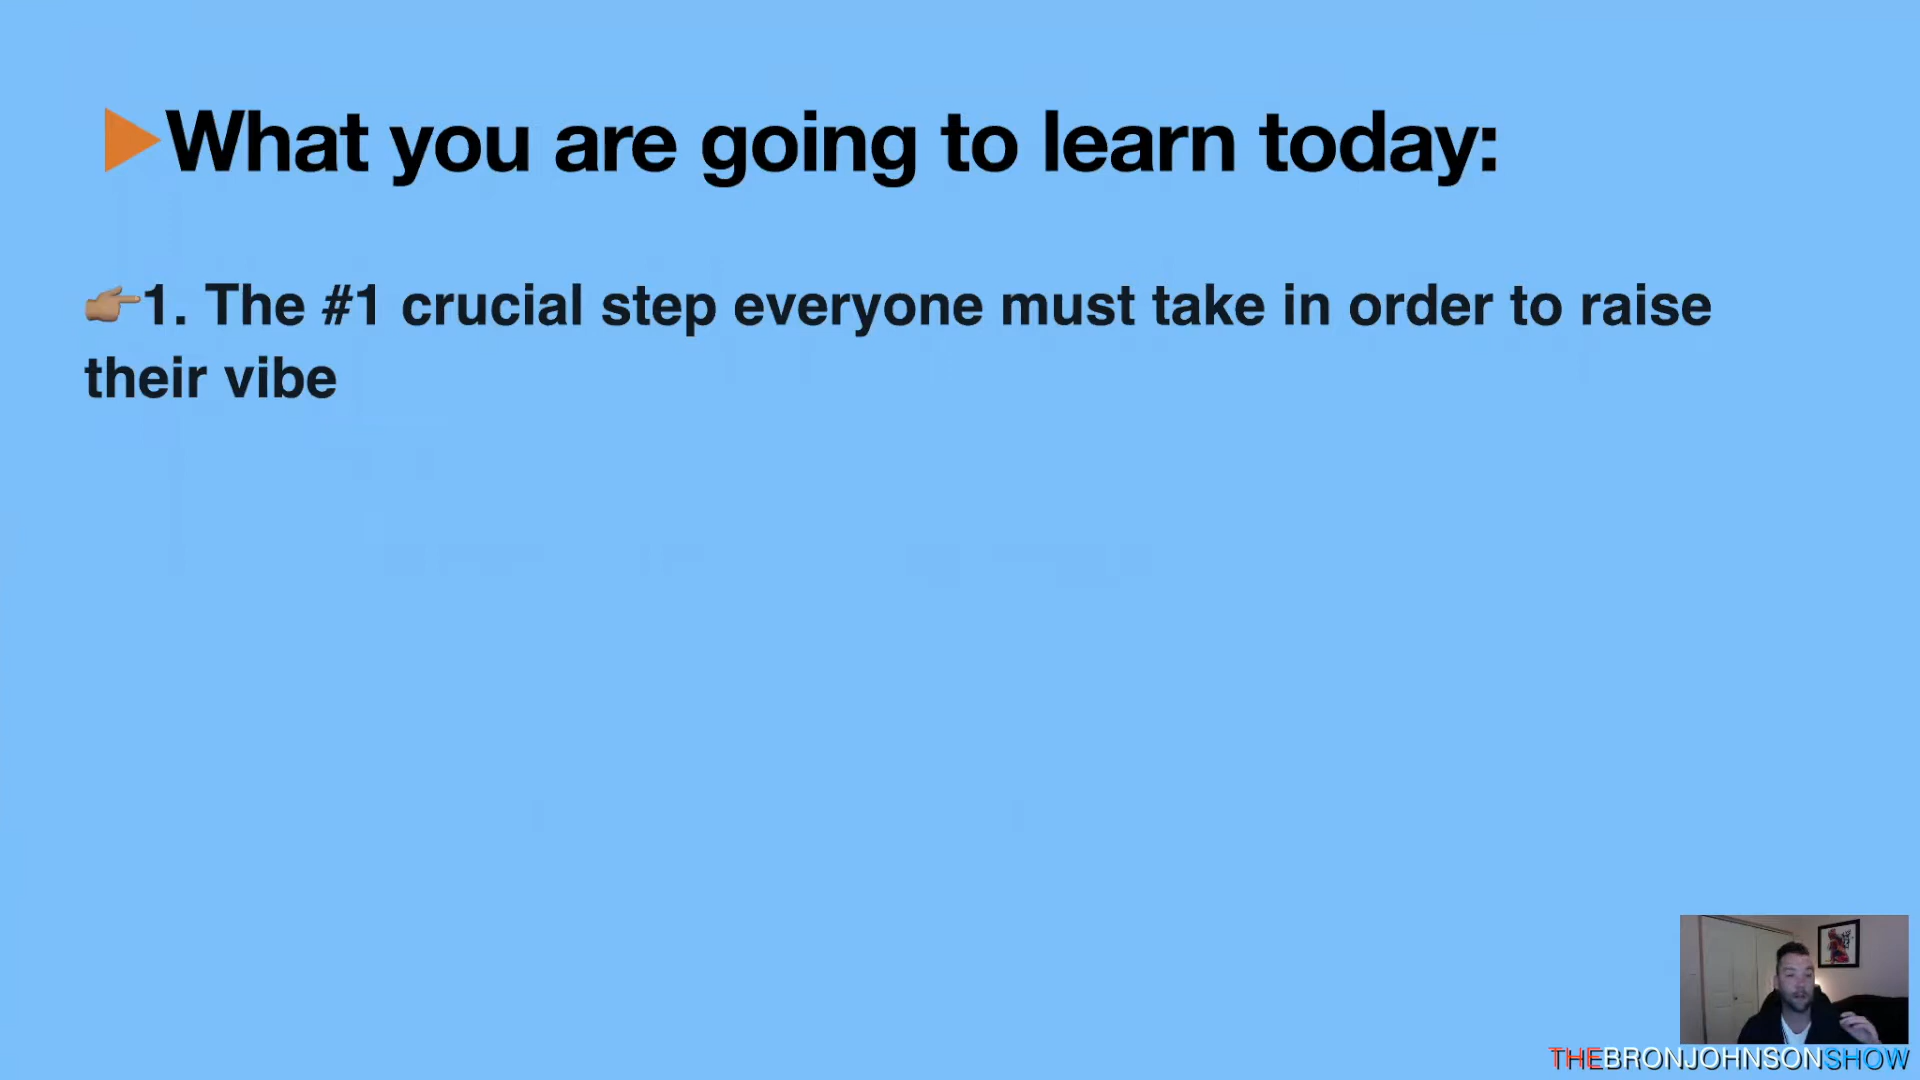 What you are going to learn today:
1. The #1 crucial step everyone must take in order to raise
their vibe
THEBRONJOHNSONSHOW